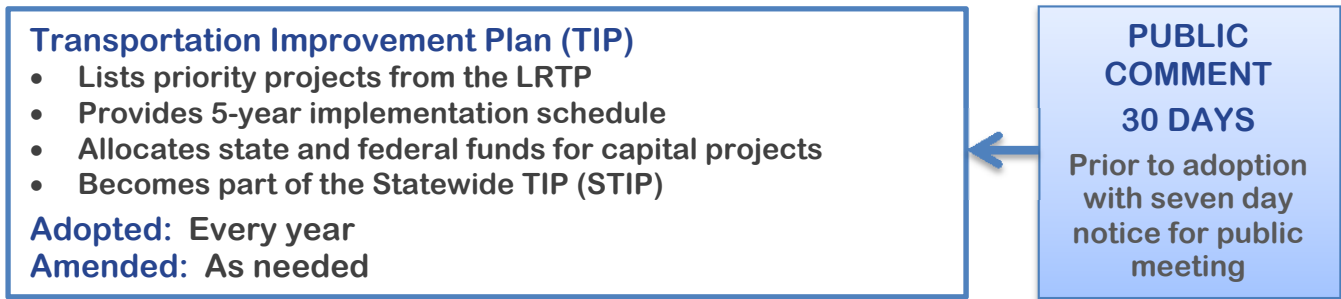 Transportation Improvement Plan (TIP)
• Lists priority projects from the LRTP
• Provides 5-year implementation schedule
• Allocates state and federal funds for capital projects
• Becomes part of the Statewide TIP (STIP)
Adopted: Every year
Amended: As needed
PUBLIC
COMMENT
30 DAYS
Prior to adoption
with seven day
notice for public
meeting